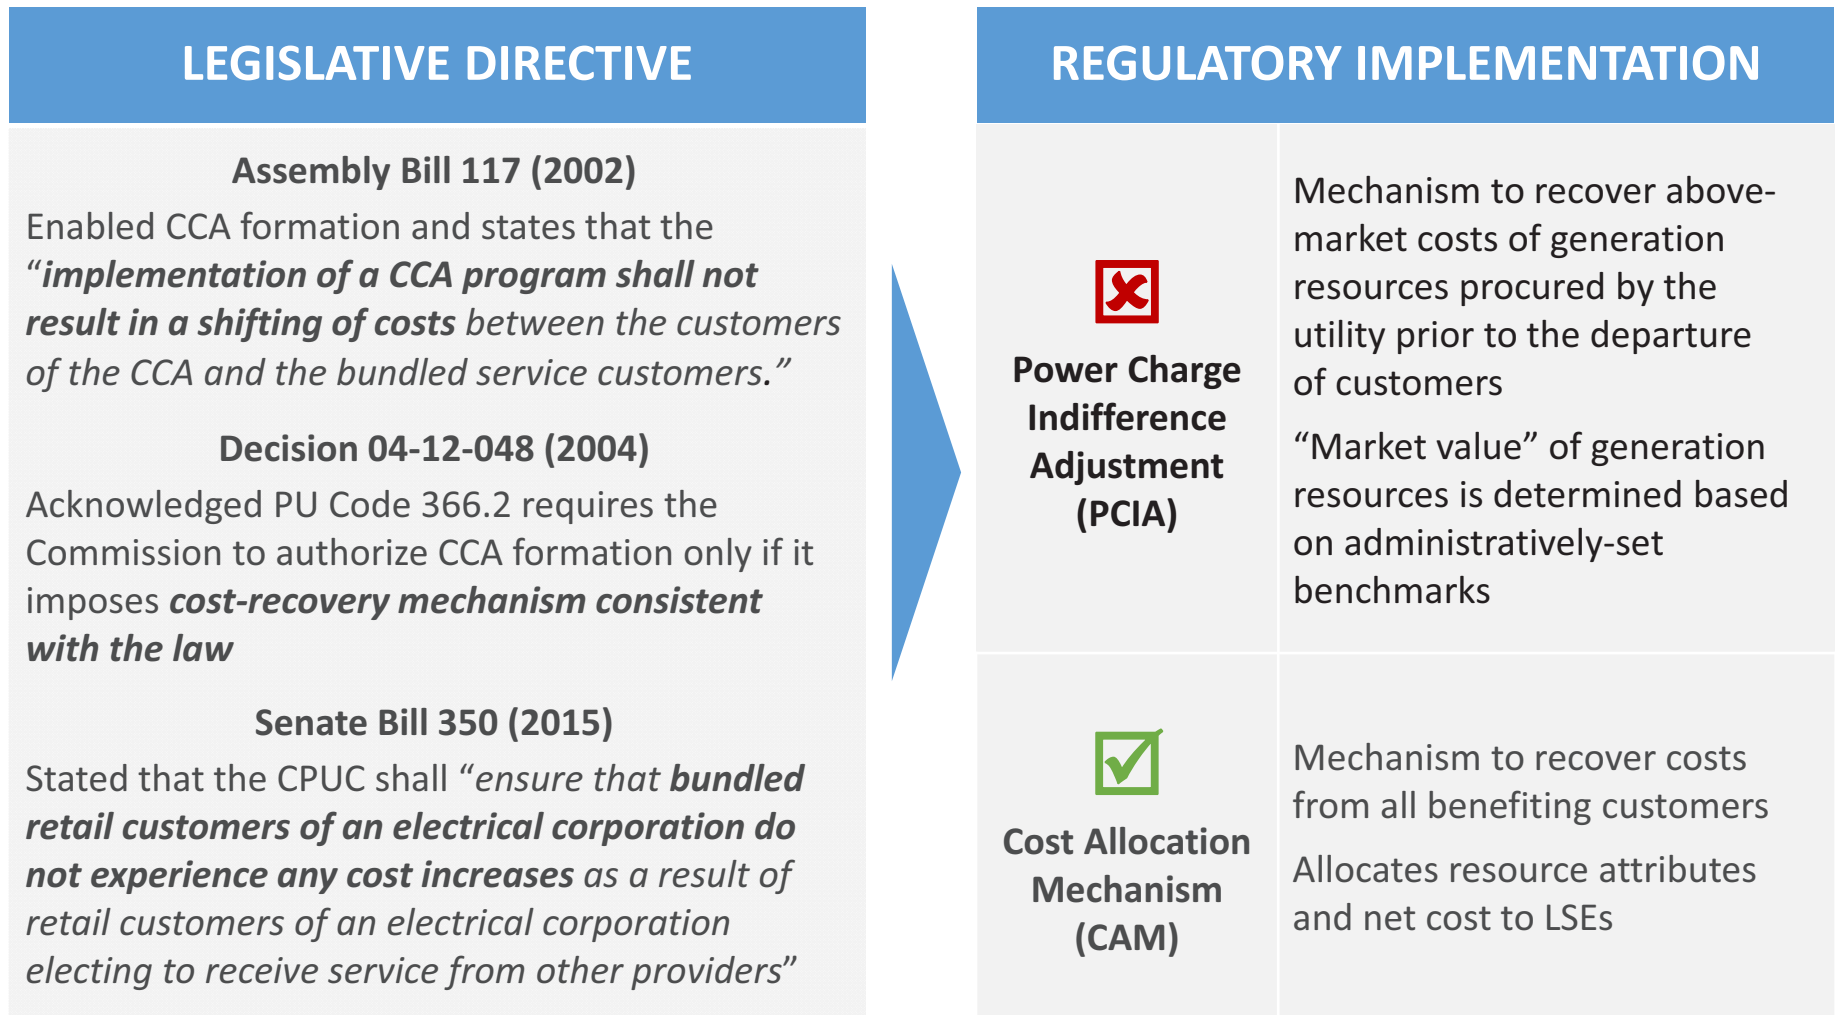 LEGISLATIVE DIRECTIVE
Assembly Bill 117 (2002)
Enabled CCA formation and states that the
“implementation of a CCA program shall not
result in a shifting of costs between the customers
of the CCA and the bundled service customers.”
Decision 04-12-048 (2004)
Acknowledged PU Code 366.2 requires the
Commission to authorize CCA formation only if it
imposes cost-recovery mechanism consistent
with the law
Senate Bill 350 (2015)
Stated that the CPUC shall “ensure that bundled
retail customers of an electrical corporation do
not experience any cost increases as a result of
retail customers of an electrical corporation
electing to receive service from other providers”
REGULATORY IMPLEMENTATION
Power Charge
Indifference
Adjustment
(PCIA)
Mechanism to recover above-
market costs of generation
resources procured by the
utility prior to the departure
of customers
“Market value” of generation
resources is determined based
on administratively-set
benchmarks
Cost Allocation
Mechanism
(CAM)
Mechanism to recover costs
from all benefiting customers
Allocates resource attributes
and net cost to LSEs